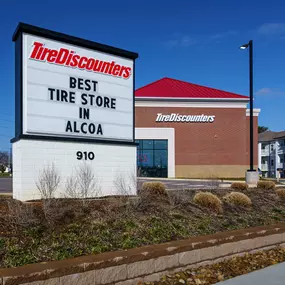 TireDiscounters
BEST
TIRE STORE
IN
ALCOA
910
TireDiscounters